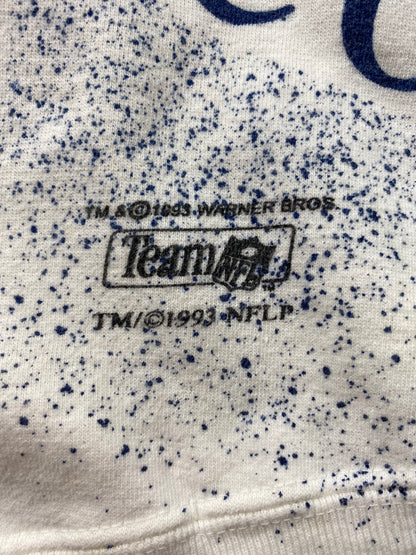 TM & ©1993 WARNER BROS.
Team NFL
TM/©1993 NFLP